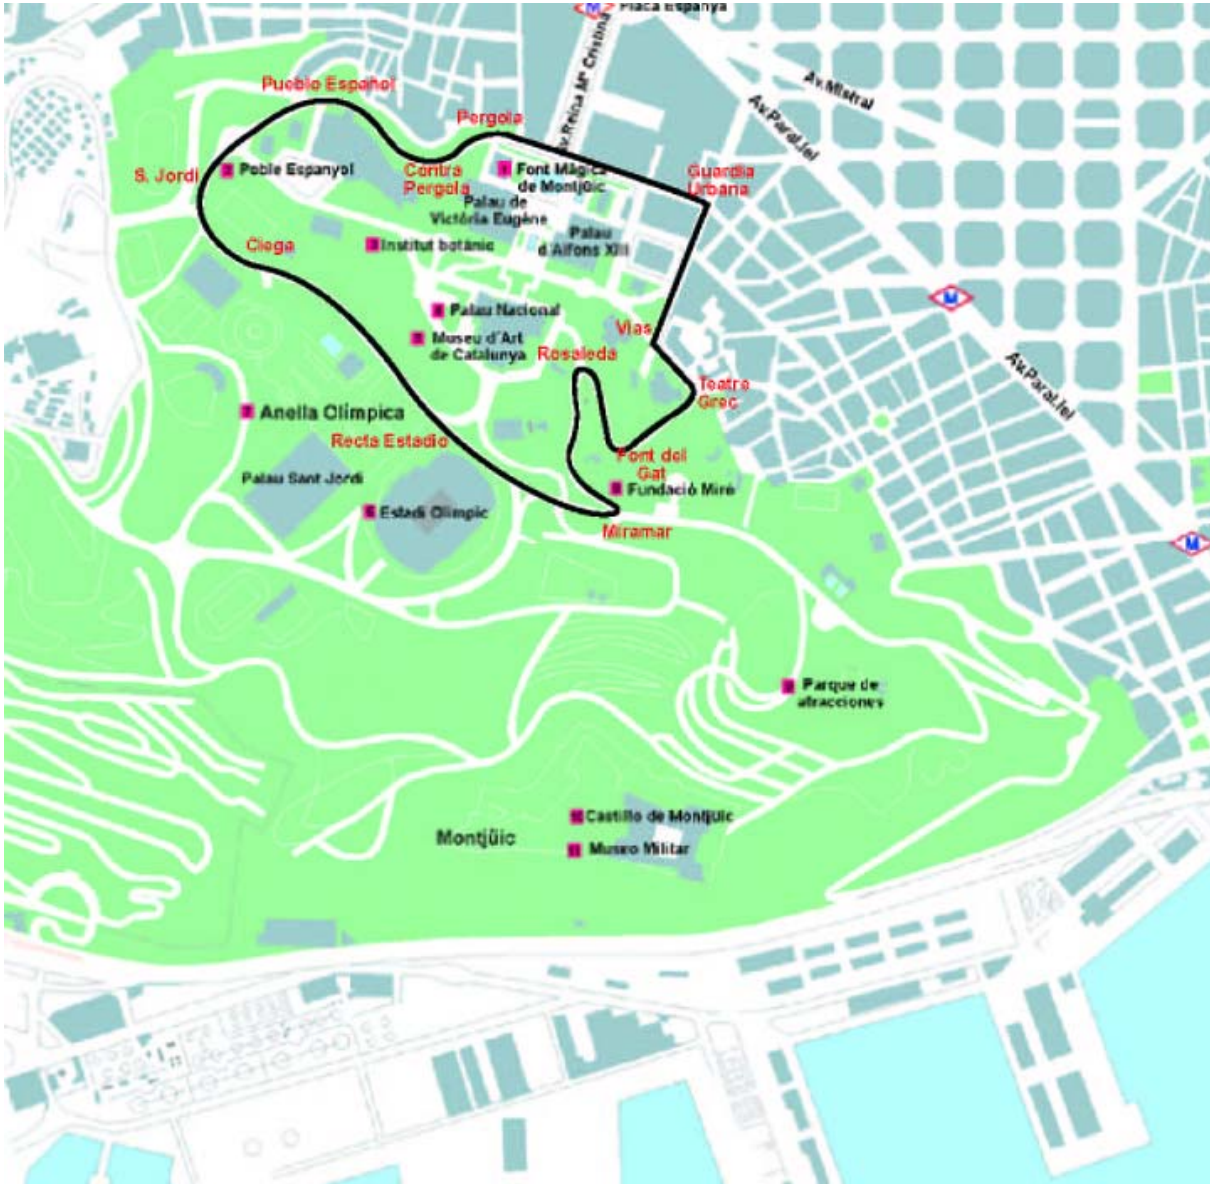 Plaça Espanya
Av.Reina Mª Cristina
Av.Mistral
Av.Paral.lel
Pueblo Español
Pergola
S. Jordi
Poble Espanyol
Contra
Pergola
Font Màgica
de Montjüic
Guardia
Urbana
Palau de
Victòria Eugène
Palau
d'Alfons XIII
Ciega
Institut botànic
Palau Nacional
Museu d'Art
de Catalunya
Vias
Rosaleda
Teatre
Grec
Av.Paral.lel
Anella Olimpica
Recta Estadio
Font del
Gat
Palau Sant Jordi
Fundació Miró
Estadi Olimpic
Miramar
Parque de
atracciones
Castillo de Montjüic
Montjüic
Museo Militar
M
M
M